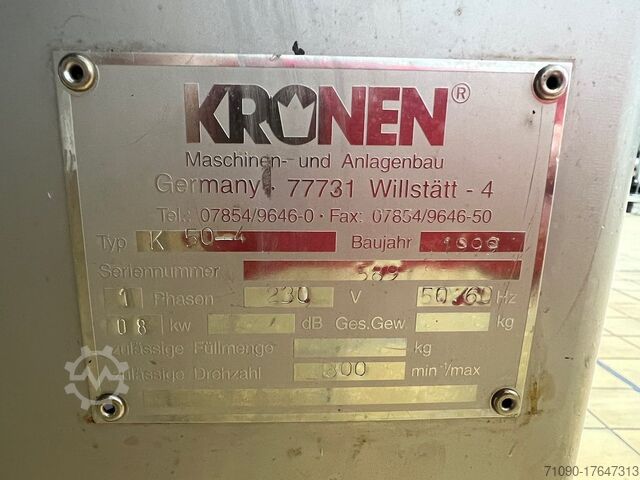 KRONEN®
Maschinen- und Anlagenbau
Germany · 77731 Willstätt - 4
Tel.: 07854/9646-0 · Fax: 07854/9646-50
Typ K 50-4 Baujahr
Seriennummer 589
1 Phasen 230 V 50/60 Hz
08 kw dB Ges.Gew kg
zulässige Füllmenge kg
zulässige Drehzahl 300 min⁻¹/max
71090-17647313